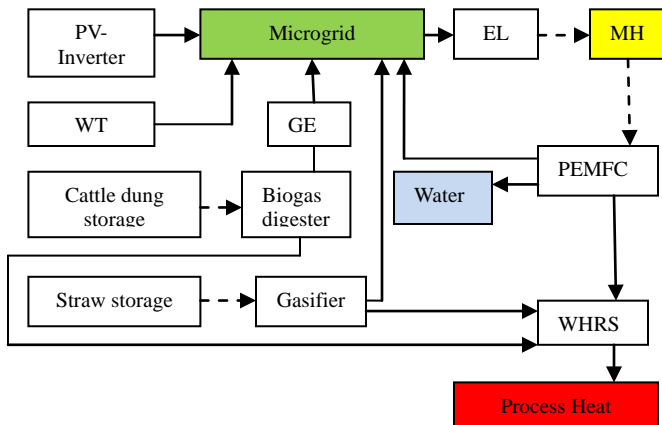 PV-
Inverter
Microgrid
EL
MH
WT
GE
Cattle dung
storage
Biogas
digester
Water
PEMFC
Straw storage
Gasifier
WHRS
Process Heat